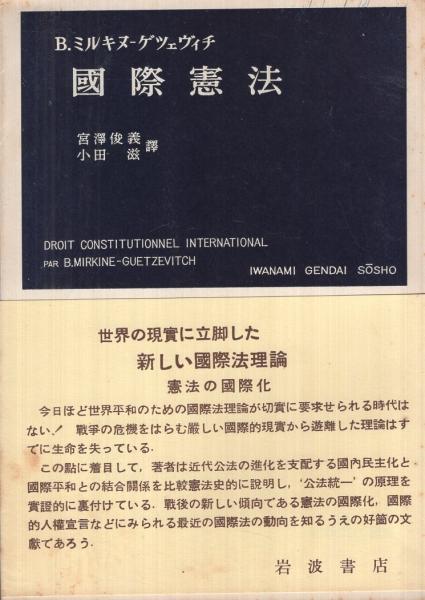 B.ミルキヌ-ゲツェヴィチ
國際憲法
宮澤俊義
小田 滋 譯
DROIT CONSTITUTIONNEL INTERNATIONAL
PAR B.MIRKINE-GUETZEVITCH
IWANAMI GENDAI SŌSHO
世界の現實に立脚した
新しい國際法理論
憲法の國際化
今日ほど世界平和のための國際法理論が切實に要求せられる時代は
ない！ 戰爭の危機をはらむ厳しい國際的現實から遊離した理論はす
でに生命を失っている．
この點に着目して，著者は近代公法の進化を支配する國內民主化と
國際平和との結合關係を比較憲法史的に說明し，‘公法統一’の原理を
實證的に裏付けている．戰後の新しい傾向である憲法の國際化，國際
的人權宣言などにみられる最近の國際法の動向を知るうえの好箇の文
獻であろう．
岩波書店